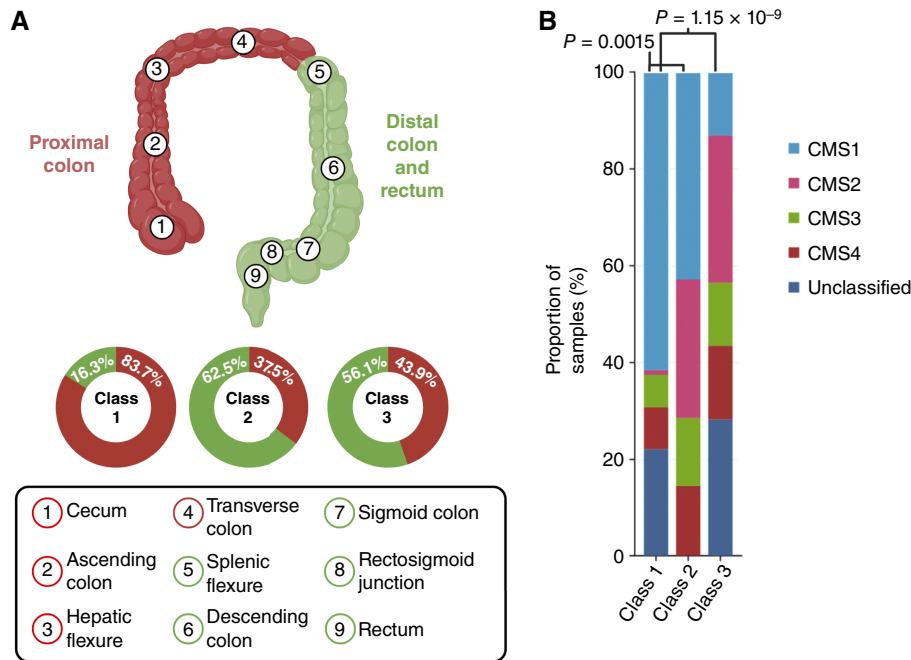 A
4
3
5
Proximal
colon
2
Distal
colon
and
rectum
6
1
8
7
9
16.3% 83.7%
Class
1
62.5% 37.5%
Class
2
56.1% 43.9%
Class
3
1 Cecum
4 Transverse
colon
7 Sigmoid colon
2 Ascending
colon
5 Splenic
flexure
8 Rectosigmoid
junction
3 Hepatic
flexure
6 Descending
colon
9 Rectum
B
P = 1.15 × 10–9
P = 0.0015
100
80
60
40
20
0
Proportion of
samples (%)
Class 1
Class 2
Class 3
CMS1
CMS2
CMS3
CMS4
Unclassified